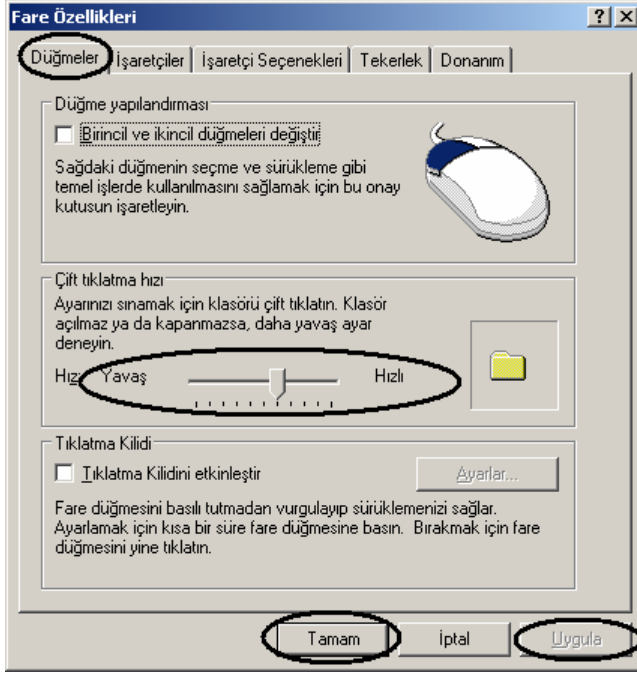 Fare Özellikleri
Düğmeler İşaretçiler İşaretçi Seçenekleri Tekerlek Donanım
Düğme yapılandırması
Birincil ve ikincil düğmeleri değiştir
Sağdaki düğmenin seçme ve sürükleme gibi
temel işlerde kullanılmasını sağlamak için bu onay
kutusun işaretleyin.
Çift tıklatma hızı
Ayarınızı sınamak için klasörü çift tıklatın. Klasör
açılmaz ya da kapanmazsa, daha yavaş ayar
deneyin.
Yavaş Hızlı
Tıklatma Kilidi
Tıklatma Kilidini etkinleştir Ayarlar...
Fare düğmesini basılı tutmadan vurgulayıp sürüklemenizi sağlar.
Ayarlamak için kısa bir süre fare düğmesine basın. Bırakmak için fare
düğmesini yine tıklatın.
Tamam İptal Uygula